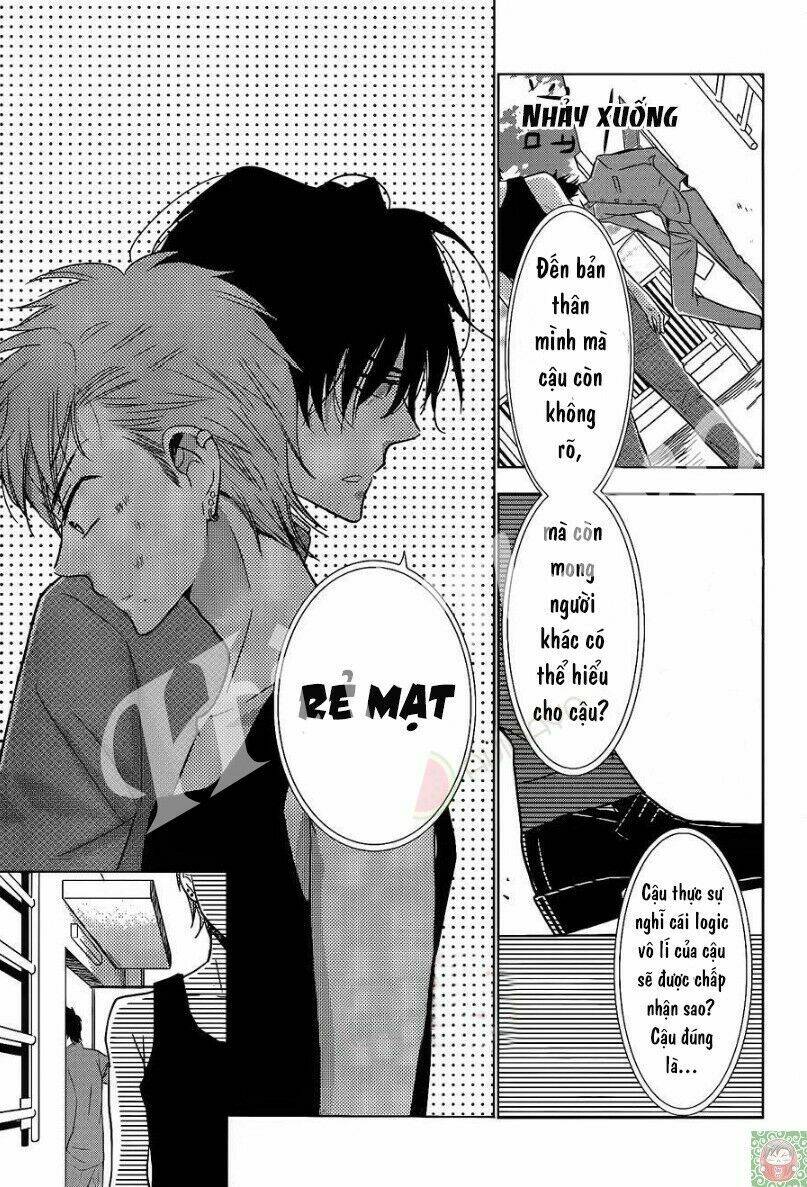 NHẢY XUỐNG
Đến bản
thân
mình mà
cậu còn
không
rõ,
mà còn
mong
người
khác có
thể hiểu
cho cậu?
Cậu thực sự
nghĩ cái logic
vô lí của cậu
sẽ được chấp
nhận sao?
Cậu đúng
là...
RẺ MẠT